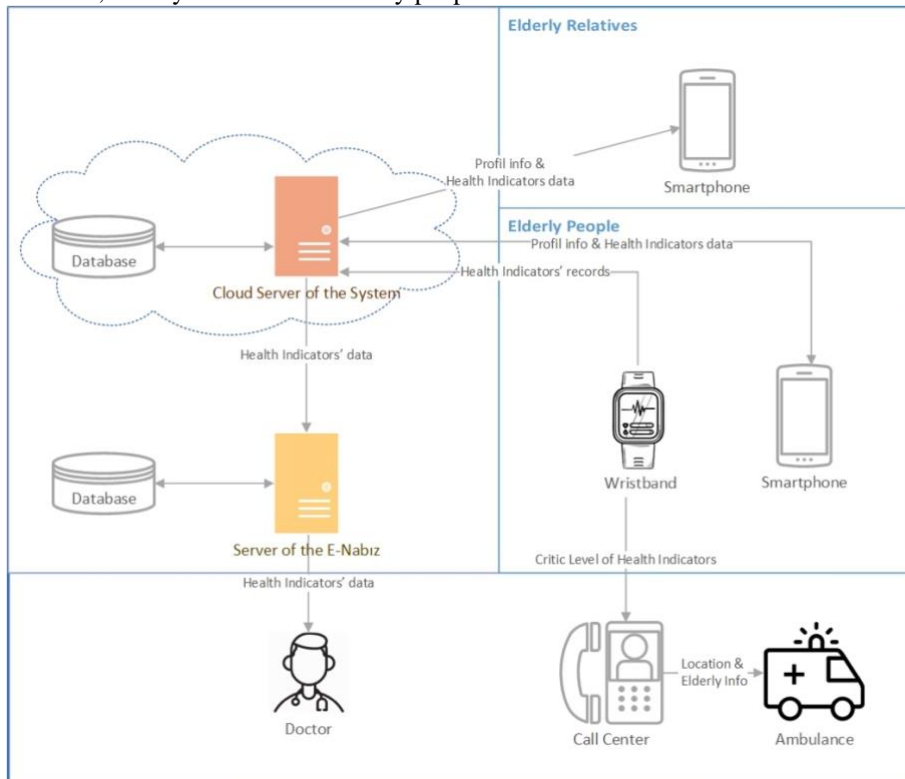 Elderly Relatives
Profil info &
Health Indicators data
Smartphone
Elderly People
Database
Profil info & Health Indicators data
Health Indicators' records
Cloud Server of the System
Health Indicators' data
Database
Wristband
Smartphone
Server of the E-Nabız
Critic Level of Health Indicators
Health Indicators' data
Location &
Elderly Info
Doctor
Call Center
Ambulance